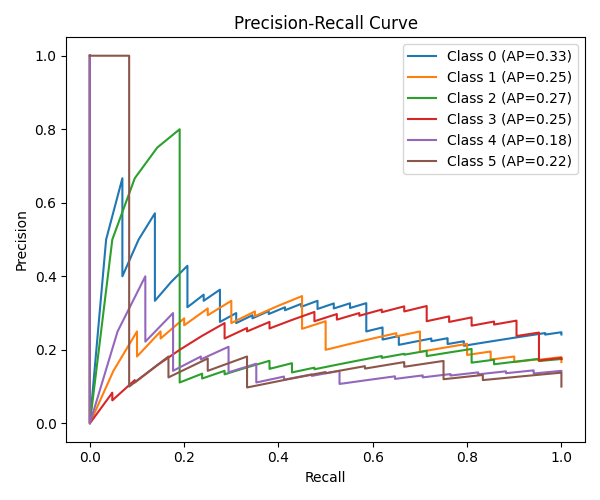 Precision-Recall Curve
Precision
1.0
0.8
0.6
0.4
0.2
0.0
Class 0 (AP=0.33)
Class 1 (AP=0.25)
Class 2 (AP=0.27)
Class 3 (AP=0.25)
Class 4 (AP=0.18)
Class 5 (AP=0.22)
0.0 0.2 0.4 0.6 0.8 1.0
Recall